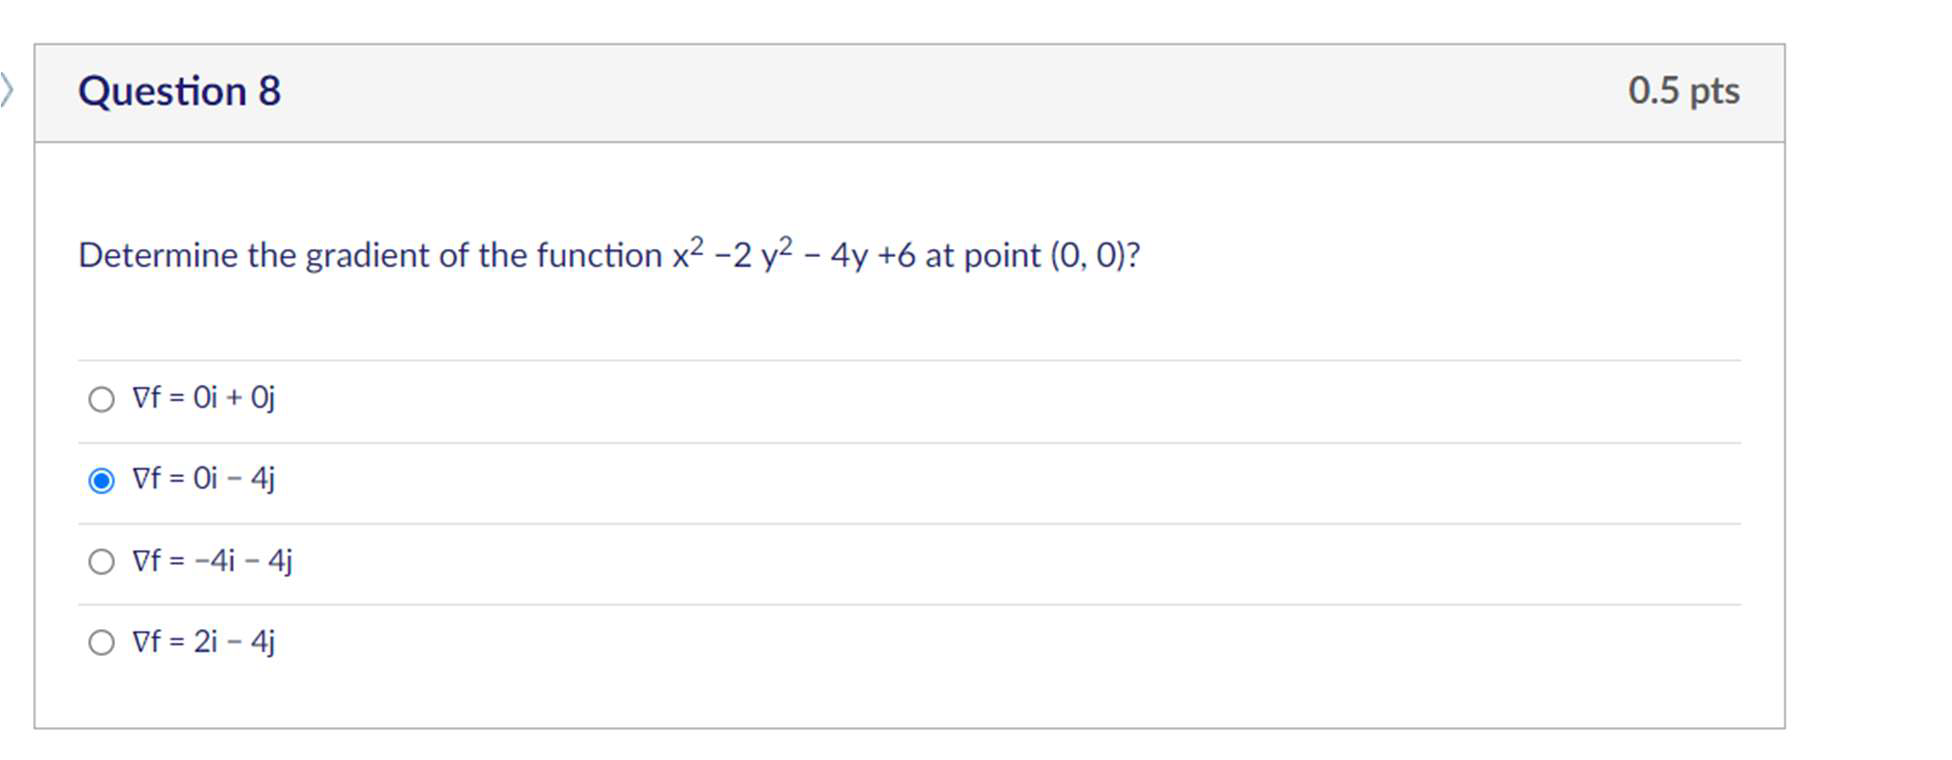 Question 8
0.5 pts
Determine the gradient of the function x² −2 y² − 4y +6 at point (0, 0)?
∇f = 0i + 0j
∇f = 0i − 4j
∇f = −4i − 4j
∇f = 2i − 4j